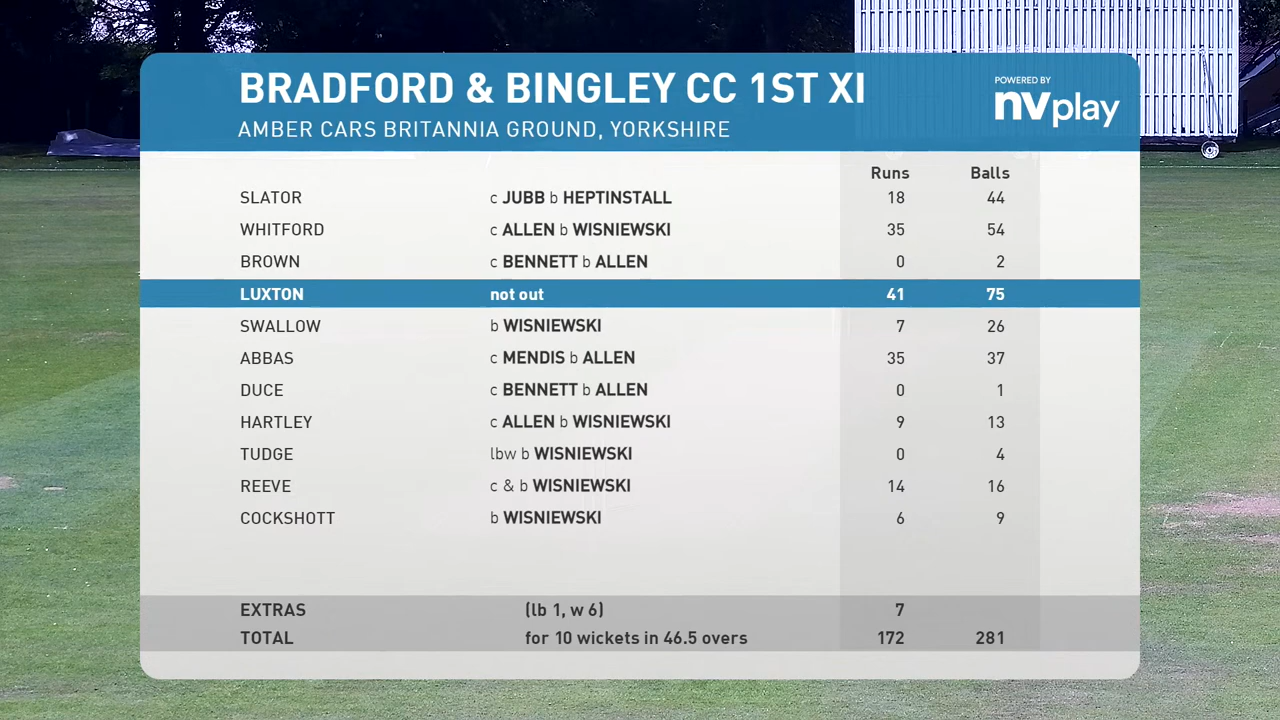 BRADFORD & BINGLEY CC 1ST XI
AMBER CARS BRITANNIA GROUND, YORKSHIRE
POWERED BY
nvplay
Runs Balls
SLATOR c JUBB b HEPTINSTALL 18 44
WHITFORD c ALLEN b WISNIEWSKI 35 54
BROWN c BENNETT b ALLEN 0 2
LUXTON not out 41 75
SWALLOW b WISNIEWSKI 7 26
ABBAS c MENDIS b ALLEN 35 37
DUCE c BENNETT b ALLEN 0 1
HARTLEY c ALLEN b WISNIEWSKI 9 13
TUDGE lbw b WISNIEWSKI 0 4
REEVE c & b WISNIEWSKI 14 16
COCKSHOTT b WISNIEWSKI 6 9
EXTRAS (lb 1, w 6) 7
TOTAL for 10 wickets in 46.5 overs 172 281